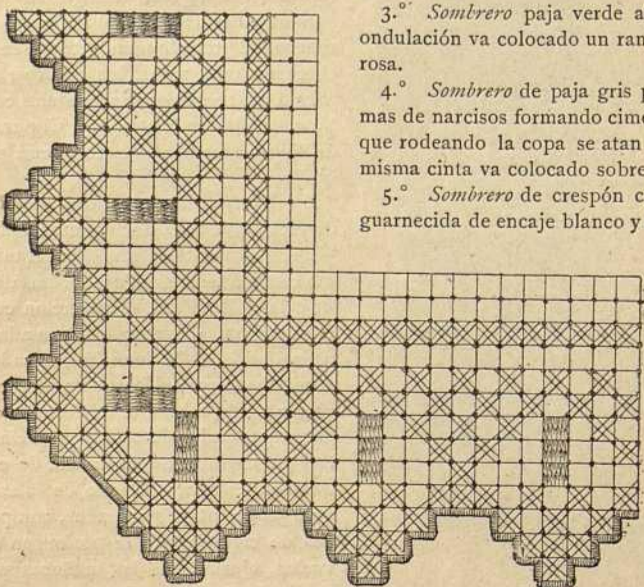 3.° Sombrero paja verde a
ondulación va colocado un ran
rosa.
4.° Sombrero de paja gris p
mas de narcisos formando cime
que rodeando la copa se atan
misma cinta va colocado sobre
5.° Sombrero de crespón c
guarnecida de encaje blanco y